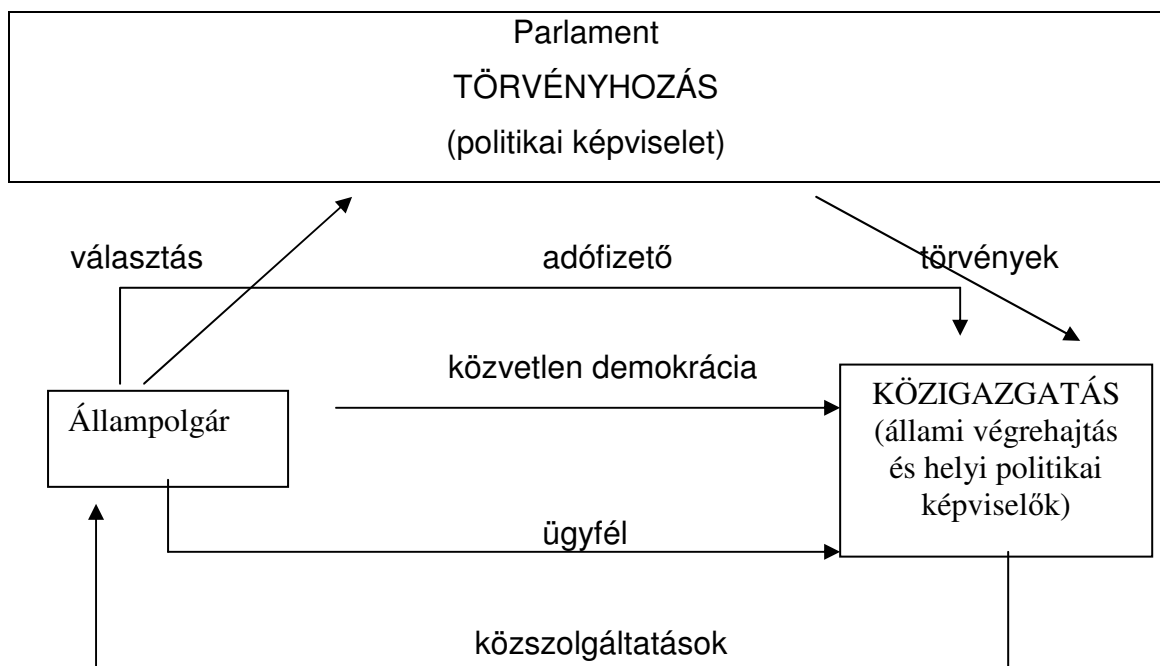 Parlament
TÖRVÉNYHOZÁS
(politikai képviselet)
választás
adófizető
törvények
közvetlen demokrácia
Állampolgár
KÖZIGAZGATÁS
(állami végrehajtás
és helyi politikai
képviselők)
ügyfél
közszolgáltatások